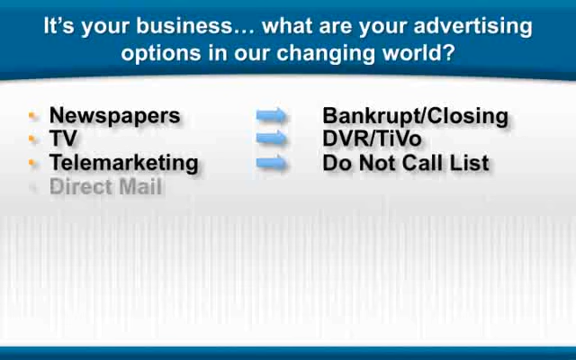 It's your business… what are your advertising
options in our changing world?
Newspapers Bankrupt/Closing
TV DVR/TiVo
Telemarketing Do Not Call List
Direct Mail